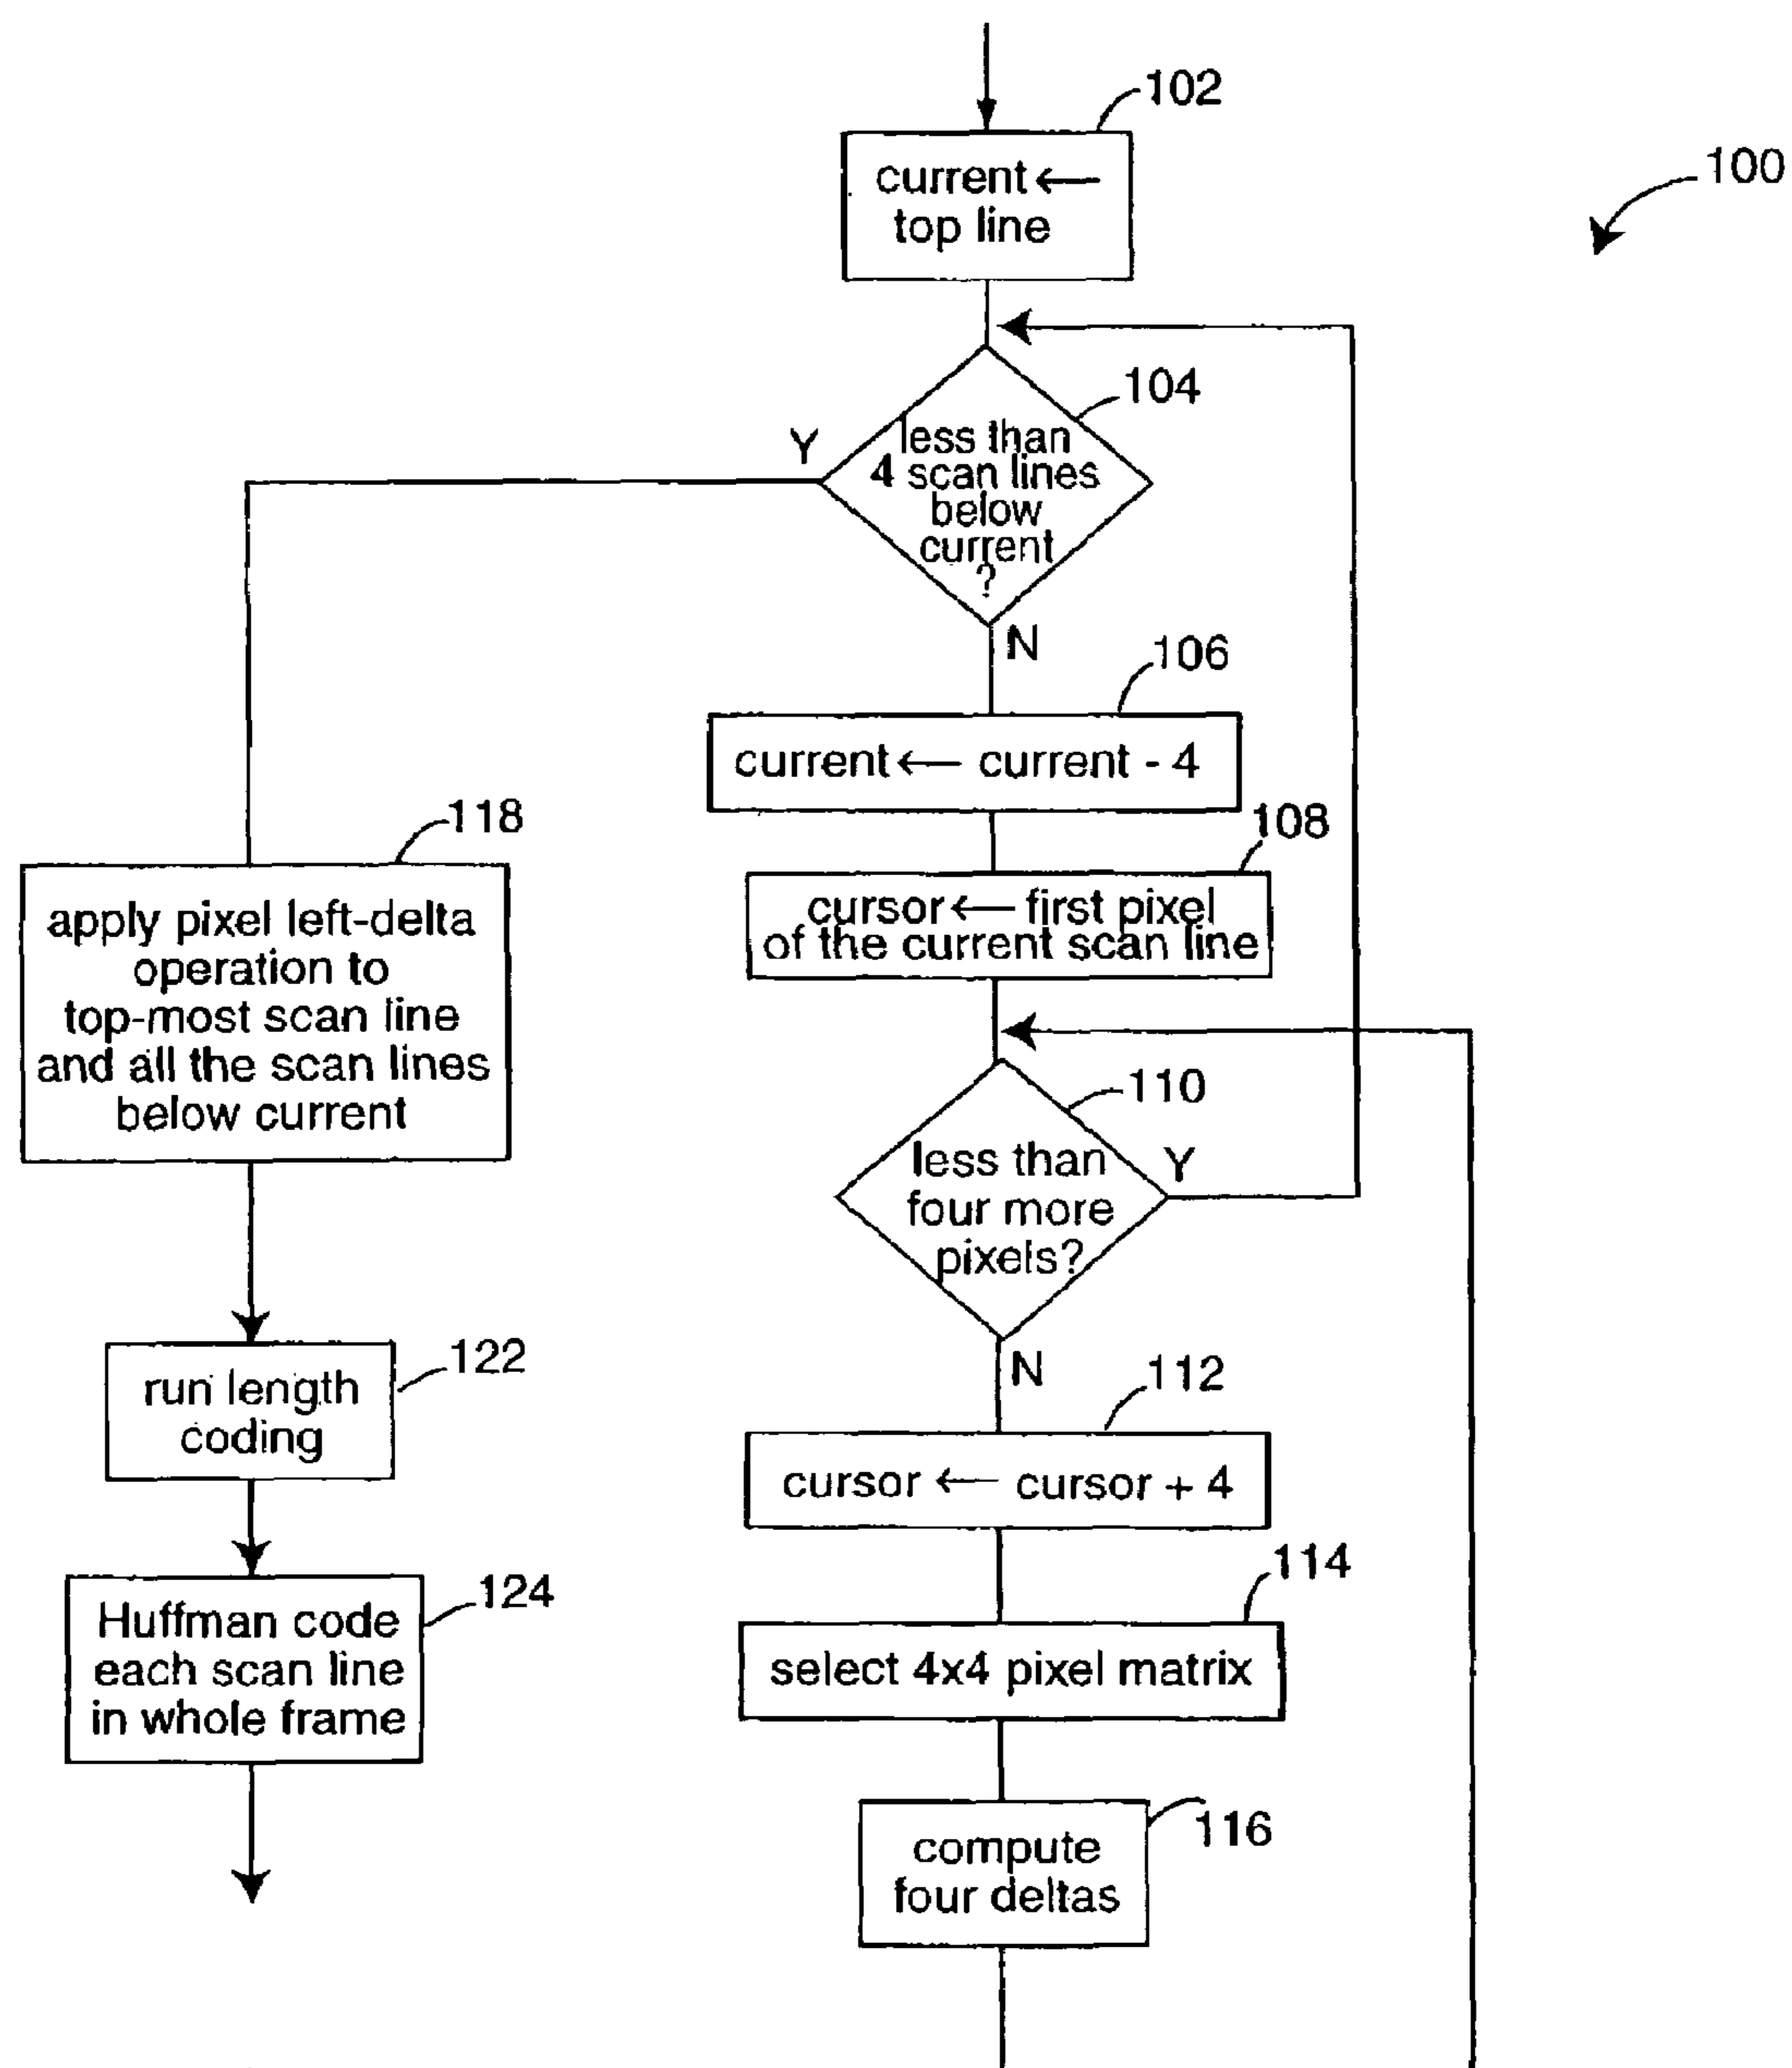 102
100
current ←
top line
104
Y
less than
4 scan lines
below
current
?
N
106
current ← current - 4
108
cursor ← first pixel
of the current scan line
118
apply pixel left-delta
operation to
top-most scan line
and all the scan lines
below current
110
less than
four more
pixels?
Y
N
122
run length
coding
112
cursor ← cursor + 4
114
select 4x4 pixel matrix
124
Huffman code
each scan line
in whole frame
116
compute
four deltas